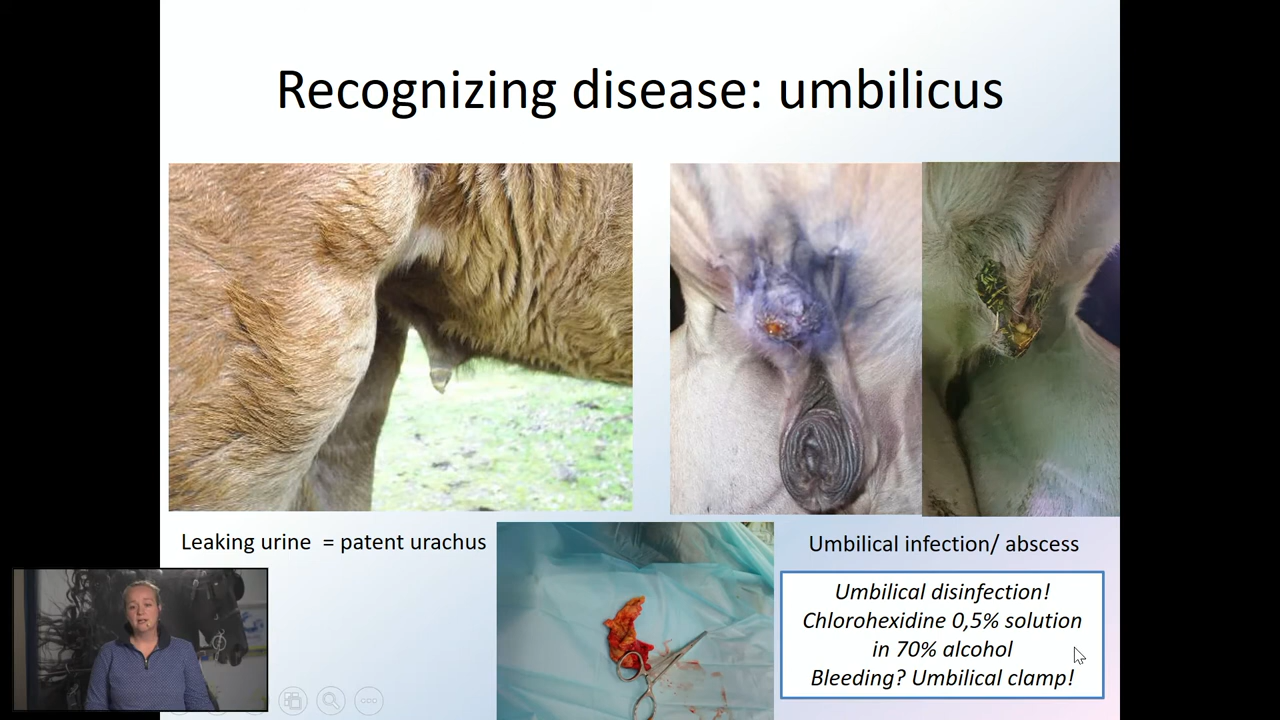 Recognizing disease: umbilicus
Leaking urine = patent urachus
Umbilical infection/ abscess
Umbilical disinfection!
Chlorohexidine 0,5% solution
in 70% alcohol
Bleeding? Umbilical clamp!